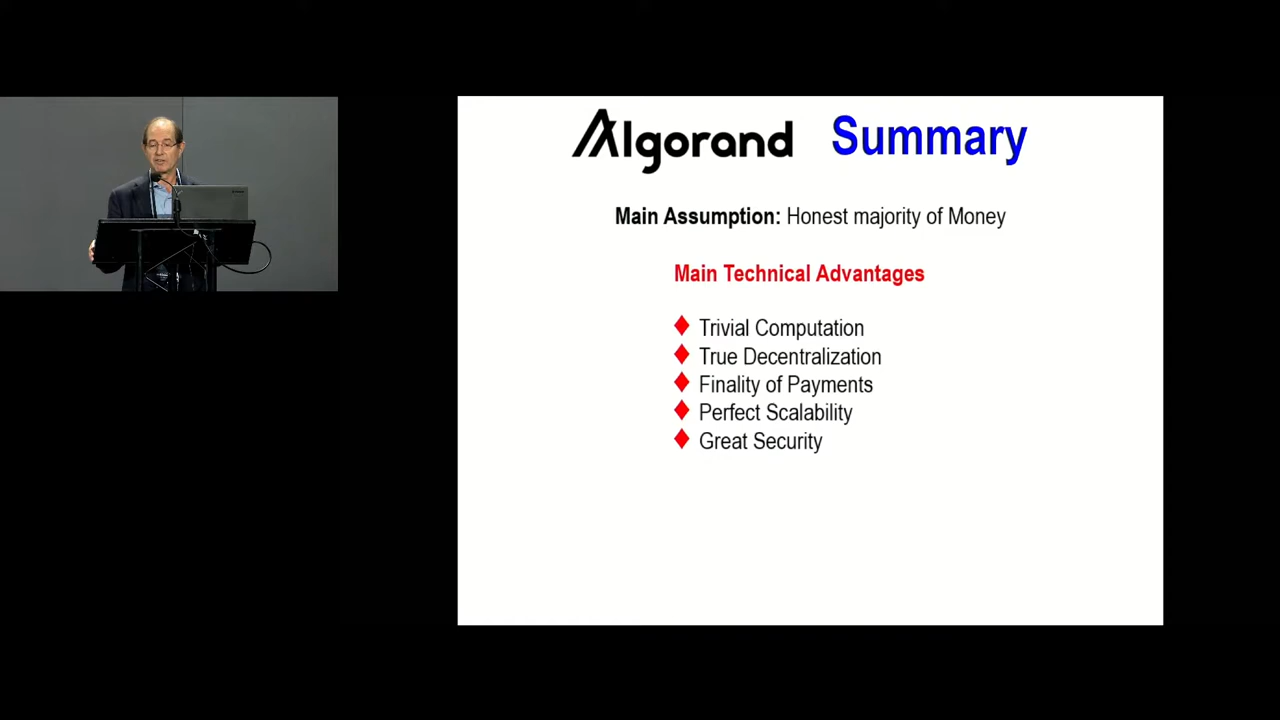 Algorand Summary
Main Assumption: Honest majority of Money
Main Technical Advantages
Trivial Computation
True Decentralization
Finality of Payments
Perfect Scalability
Great Security